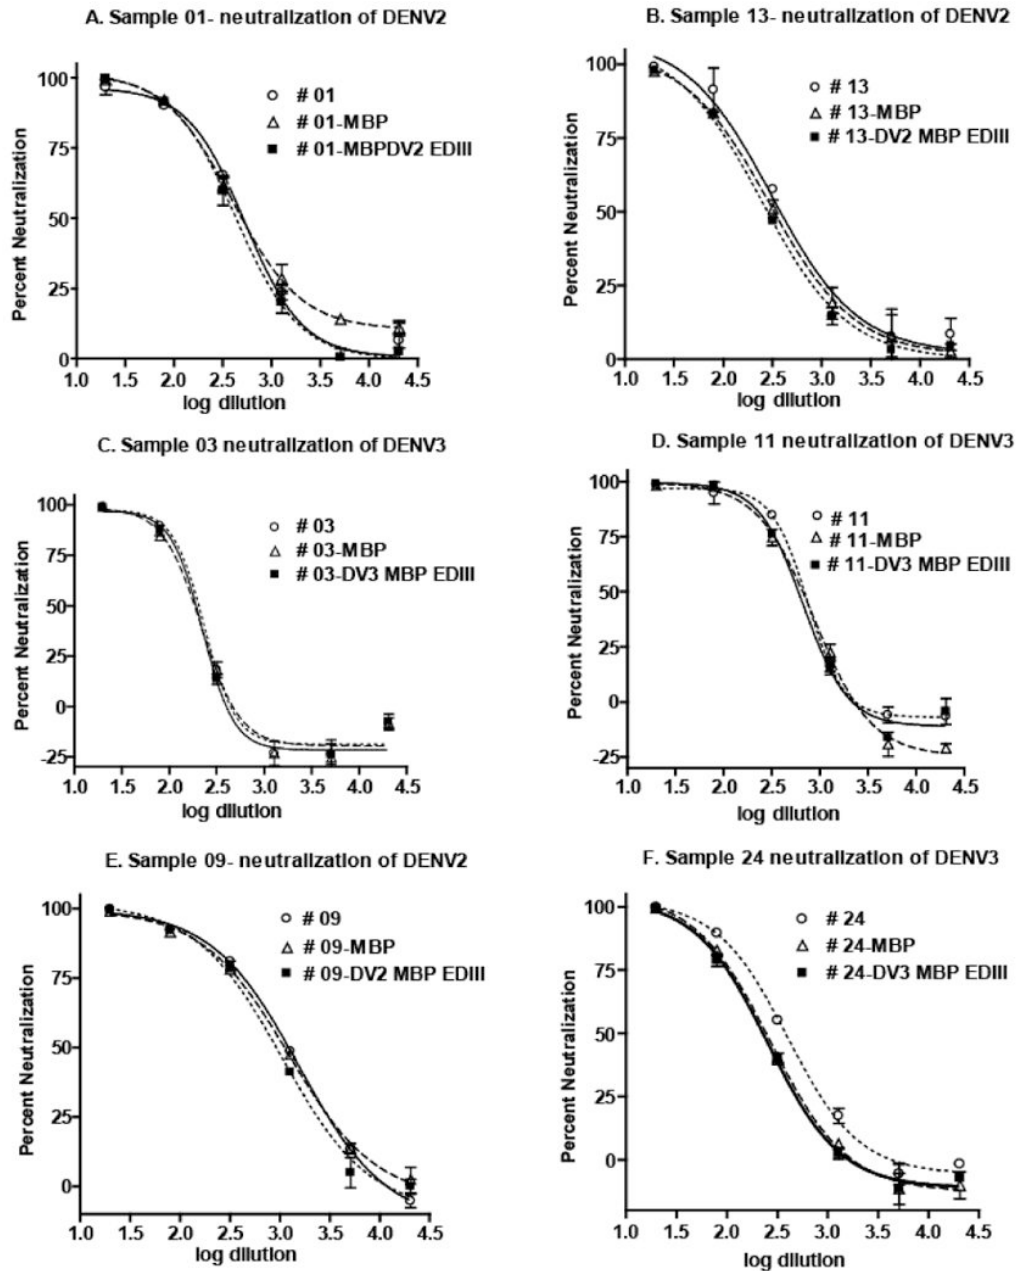 A. Sample 01- neutralization of DENV2
Percent Neutralization
100
75
50
25
0
# 01
# 01-MBP
# 01-MBPDV2 EDIII
1.0 1.5 2.0 2.5 3.0 3.5 4.0 4.5
log dilution
B. Sample 13- neutralization of DENV2
Percent Neutralization
100
75
50
25
0
# 13
# 13-MBP
# 13-DV2 MBP EDIII
1.0 1.5 2.0 2.5 3.0 3.5 4.0 4.5
log dilution
C. Sample 03 neutralization of DENV3
Percent Neutralization
100
75
50
25
0
-25
# 03
# 03-MBP
# 03-DV3 MBP EDIII
1.0 1.5 2.0 2.5 3.0 3.5 4.0 4.5
log dilution
D. Sample 11 neutralization of DENV3
Percent Neutralization
100
75
50
25
0
-25
# 11
# 11-MBP
# 11-DV3 MBP EDIII
1.0 1.5 2.0 2.5 3.0 3.5 4.0 4.5
log dilution
E. Sample 09- neutralization of DENV2
Percent Neutralization
100
75
50
25
0
# 09
# 09-MBP
# 09-DV2 MBP EDIII
1.0 1.5 2.0 2.5 3.0 3.5 4.0 4.5
log dilution
F. Sample 24 neutralization of DENV3
Percent Neutralization
100
75
50
25
0
# 24
# 24-MBP
# 24-DV3 MBP EDIII
1.0 1.5 2.0 2.5 3.0 3.5 4.0 4.5
log dilution